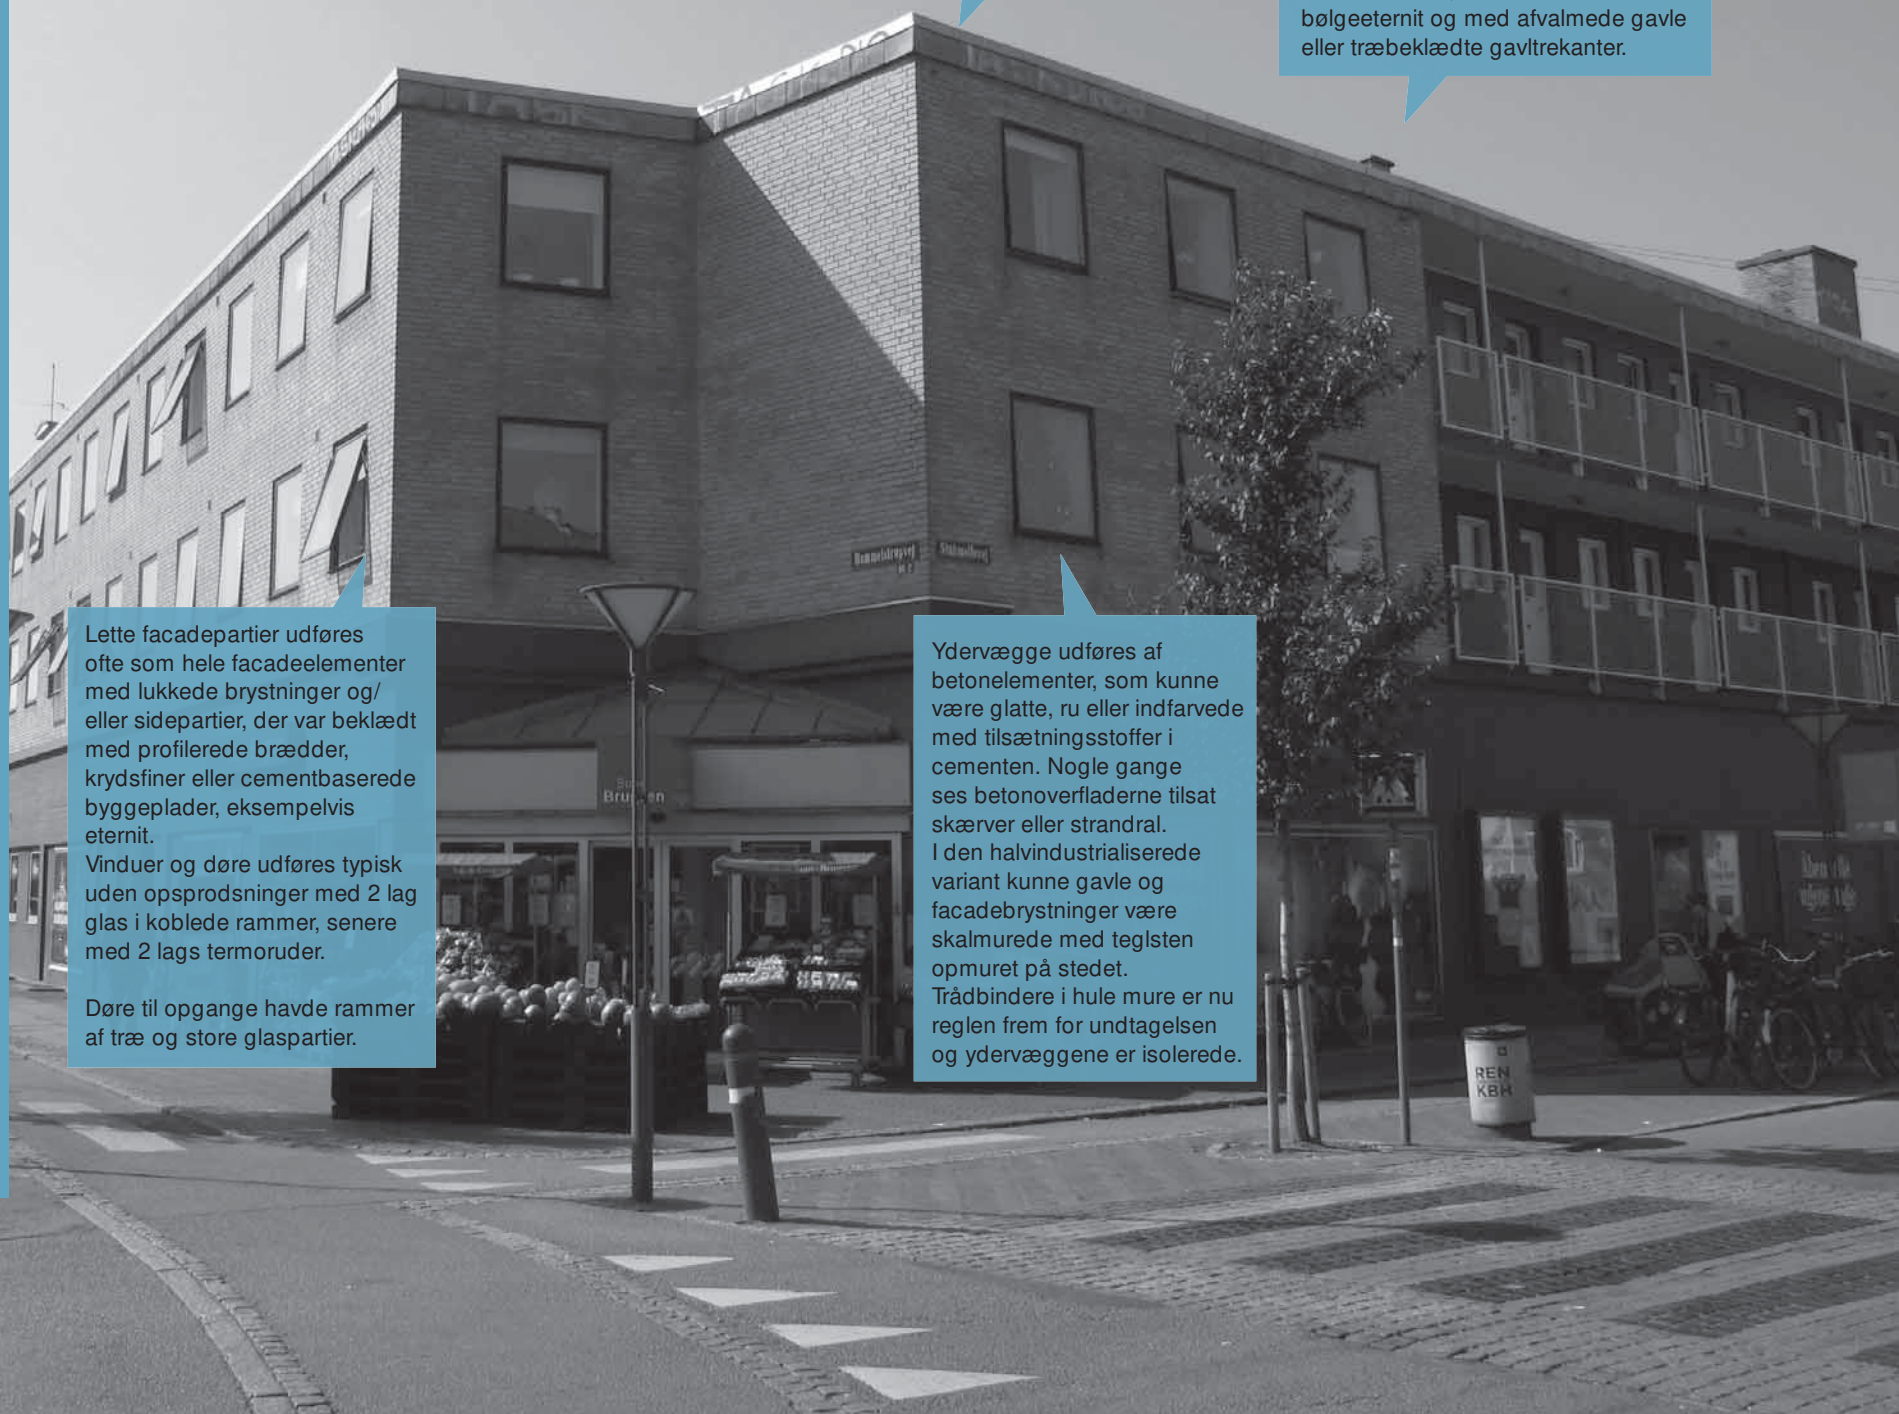 bølgeeternit og med afvalmede gavle
eller træbeklædte gavltrekanter.
Lette facadepartier udføres
ofte som hele facadeelementer
med lukkede brystninger og/
eller sidepartier, der var beklædt
med profilerede brædder,
krydsfiner eller cementbaserede
byggeplader, eksempelvis
eternit.
Vinduer og døre udføres typisk
uden opsprodsninger med 2 lag
glas i koblede rammer, senere
med 2 lags termoruder.
Døre til opgange havde rammer
af træ og store glaspartier.
Ydervægge udføres af
betonelementer, som kunne
være glatte, ru eller indfarvede
med tilsætningsstoffer i
cementen. Nogle gange
ses betonoverfladerne tilsat
skærver eller strandral.
I den halvindustrialiserede
variant kunne gavle og
facadebrystninger være
skalmurede med teglsten
opmuret på stedet.
Trådbindere i hule mure er nu
reglen frem for undtagelsen
og ydervæggene er isolerede.
Hammelstrupvej
Stubmøllevej
REN
KBH